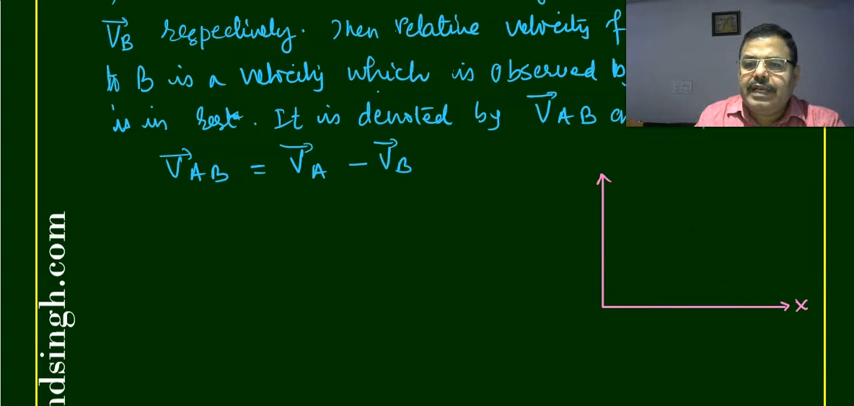 V⃗B respectively. Then relative velocity
to B is a velocity which is observed
is in rest. It is denoted by V⃗AB
V⃗AB = V⃗A − V⃗B
X
ndsingh.com